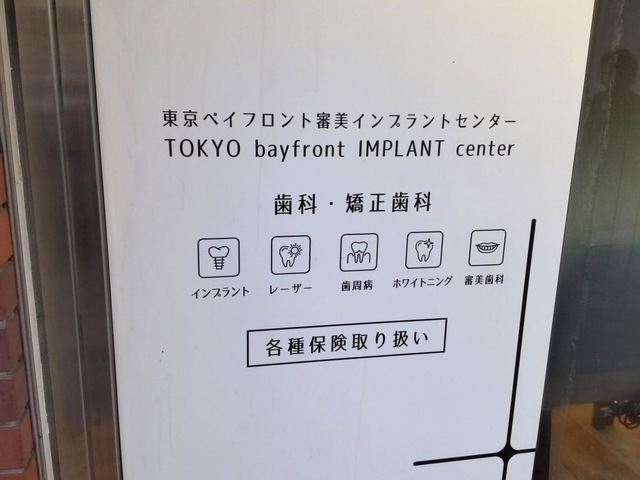 東京ベイフロント審美インプラントセンター
TOKYO bayfront IMPLANT center
歯科・矯正歯科
インプラント レーザー 歯周病 ホワイトニング 審美歯科
各種保険取り扱い